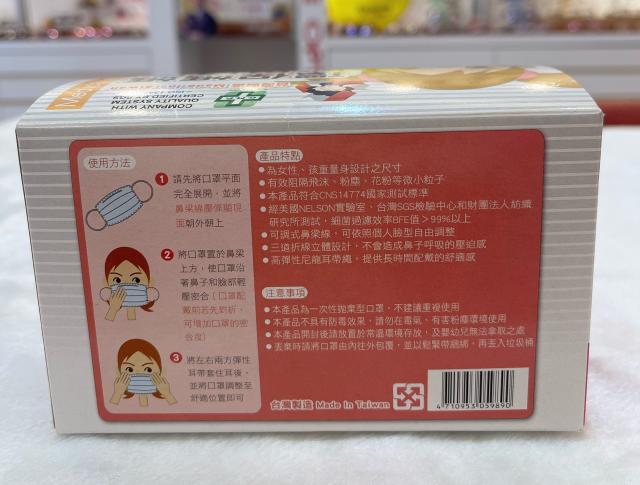 COMPANY WITH
QUALITY SYSTEM
CERTIFIED BY DQS
使用方法
1 請先將口罩平面
完全展開，並將
鼻梁線壓條顯現
面朝外朝上
2 將口罩置於鼻梁
上方，使口罩沿
著鼻子和臉部輕
壓密合(口罩配
戴前若先對折，
可增加口罩的密
合度)
3 將左右兩方彈性
耳帶套住耳後，
並將口罩調整至
舒適位置即可
產品特點
●為女性、孩童量身設計之尺寸
●有效阻隔飛沫、粉塵、花粉等微小粒子
●本產品符合CNS14774國家測試標準
●經美國NELSON實驗室、台灣SGS檢驗中心和財團法人紡織
研究所測試，細菌過濾效率BFE值＞99%以上
●可調式鼻梁線，可依照個人臉型自由調整
●三道折線立體設計，不會造成鼻子呼吸的壓迫感
●高彈性尼龍耳帶繩，提供長時間配戴的舒適感
注意事項
●本產品為一次性拋棄型口罩，不建議重複使用
●本產品不具有防毒效果，請勿在毒氣、有害粉塵環境使用
●本產品開封後請放置於常溫環境存放，及嬰幼兒無法拿取之處
●丟棄時請將口罩由內往外包覆，並以鬆緊帶綑綁，再丟入垃圾桶
台灣製造 Made In Taiwan
4 710953 059890